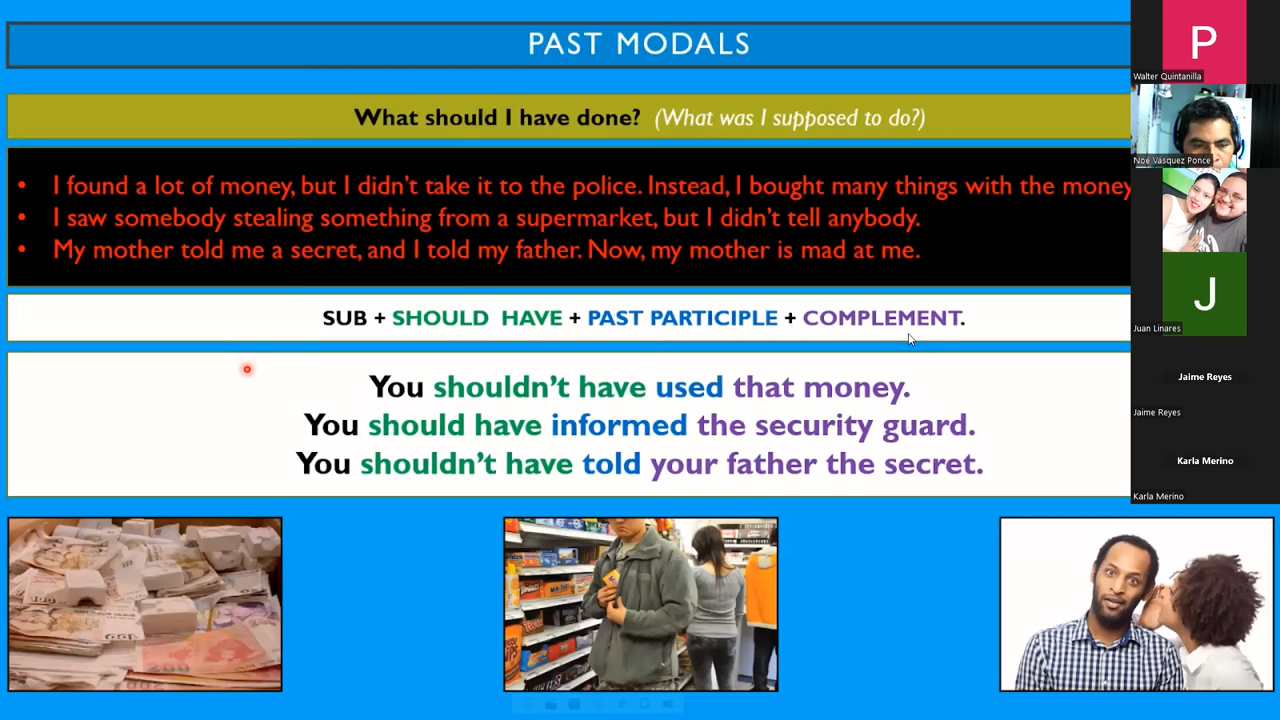 PAST MODALS
What should I have done? (What was I supposed to do?)
• I found a lot of money, but I didn't take it to the police. Instead, I bought many things with the money
• I saw somebody stealing something from a supermarket, but I didn't tell anybody.
• My mother told me a secret, and I told my father. Now, my mother is mad at me.
SUB + SHOULD HAVE + PAST PARTICIPLE + COMPLEMENT.
You shouldn't have used that money.
You should have informed the security guard.
You shouldn't have told your father the secret.
P
Walter Quintanilla
Noé Vásquez Ponce
J
Juan Linares
Jaime Reyes
Jaime Reyes
Karla Merino
Karla Merino